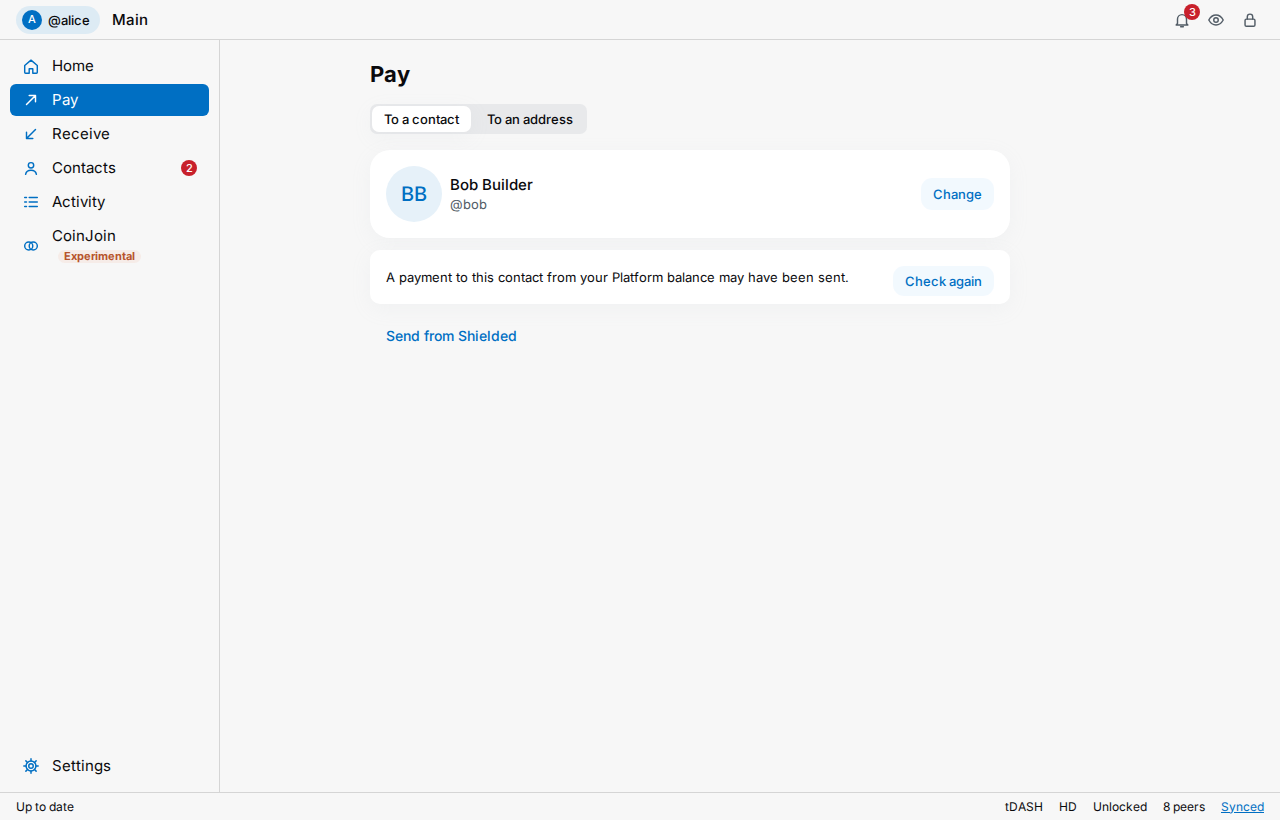 A @alice Main 3
Home
Pay
Receive
Contacts 2
Activity
CoinJoin
Experimental
Settings
Pay
To a contact To an address
BB Bob Builder
@bob
Change
A payment to this contact from your Platform balance may have been sent. Check again
Send from Shielded
Up to date tDASH HD Unlocked 8 peers Synced